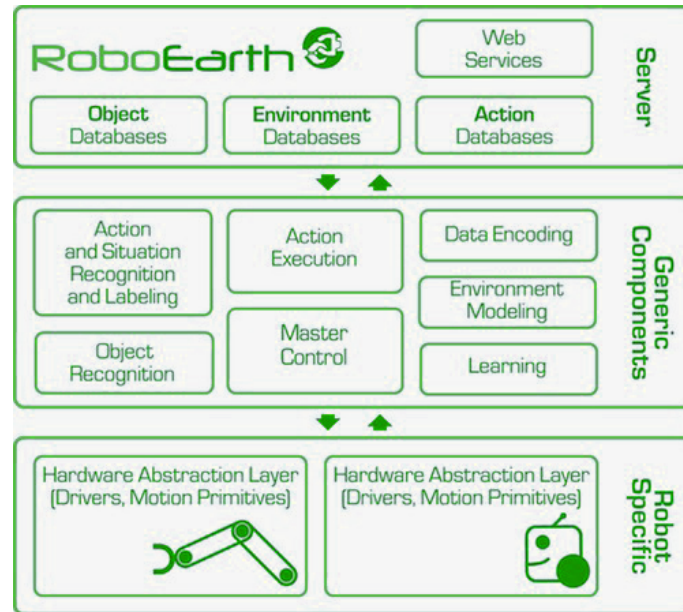 RoboEarth
Web
Services
Object
Databases
Environment
Databases
Action
Databases
Server
Action
and Situation
Recognition
and Labeling
Action
Execution
Data Encoding
Environment
Modeling
Object
Recognition
Master
Control
Learning
Generic
Components
Hardware Abstraction Layer
(Drivers, Motion Primitives)
Hardware Abstraction Layer
(Drivers, Motion Primitives)
Robot
Specific